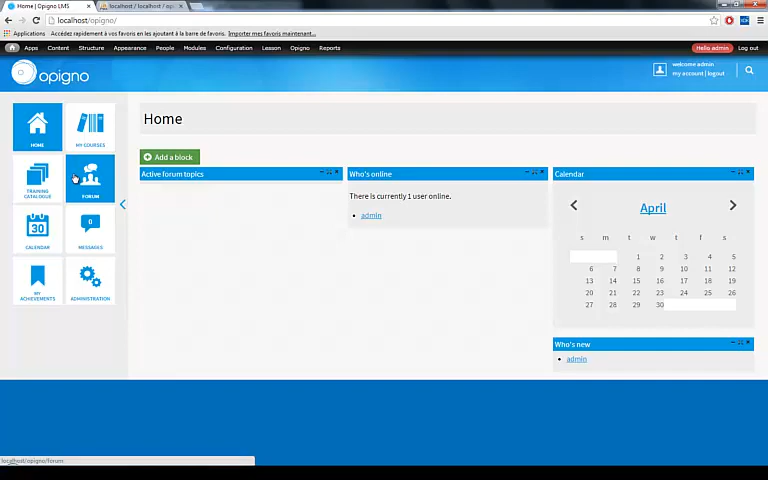 Home | Opigno LMS
localhost / localhost / opi
localhost/opigno/
Applications Accédez rapidement à vos favoris en les ajoutant à la barre de favoris. Importer mes favoris maintenant...
Apps Content Structure Appearance People Modules Configuration Lesson Opigno Reports Hello admin Log out
opigno
welcome admin
my account | logout
Home
HOME
MY COURSES
TRAINING CATALOGUE
FORUM
CALENDAR
30
MESSAGES
0
MY ACHIEVEMENTS
ADMINISTRATION
Add a block
Active forum topics
Who's online
There is currently 1 user online.
admin
Calendar
April
s m t w t f s
1 2 3 4 5
6 7 8 9 10 11 12
13 14 15 16 17 18 19
20 21 22 23 24 25 26
27 28 29 30
Who's new
admin
localhost/opigno/forum